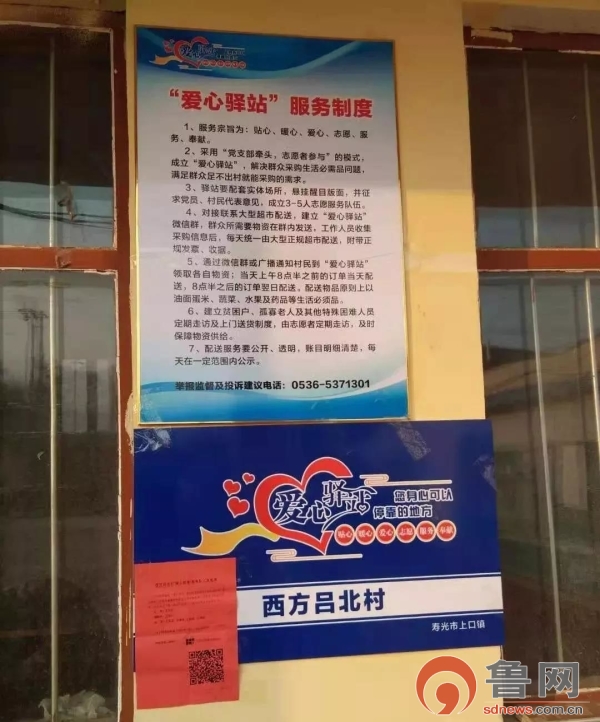 爱心驿站
“爱心驿站”服务制度
1、服务宗旨为：贴心、暖心、爱心、志愿、服
务、奉献。
2、采用“党支部牵头，志愿者参与”的模式，
成立“爱心驿站”，解决群众采购生活必需品问题，
满足群众足不出村就能采购的需求。
3、驿站要配套实体场所，悬挂醒目版面，并征
求党员、村民代表意见，成立3-5人志愿服务队伍。
4、对接联系大型超市配送，建立“爱心驿站”
微信群，群众所需要物资在群内发送，工作人员收集
采购信息后，每天统一由大型正规超市配送，附带正
规发票、收据。
5、通过微信群或广播通知村民到“爱心驿站”
领取各自物资；当天上午8点半之前的订单当天配
送，8点半之后的订单翌日配送。配送物品原则上以
油面蛋米、蔬菜、水果及药品等生活必须品。
6、建立贫困户、孤寡老人及其他特殊困难人员
定期走访及上门送货制度，由志愿者定期走访，及时
保障物资供给。
7、配送服务要公开、透明，账目明细清楚，每
天在一定范围内公示。
举报监督及投诉建议电话：0536-5371301
爱心驿站
您有心可以
停靠的地方
贴心 暖心 爱心 志愿 服务 奉献
西方吕北村
寿光市上口镇
鲁网
sdnews.com.cn